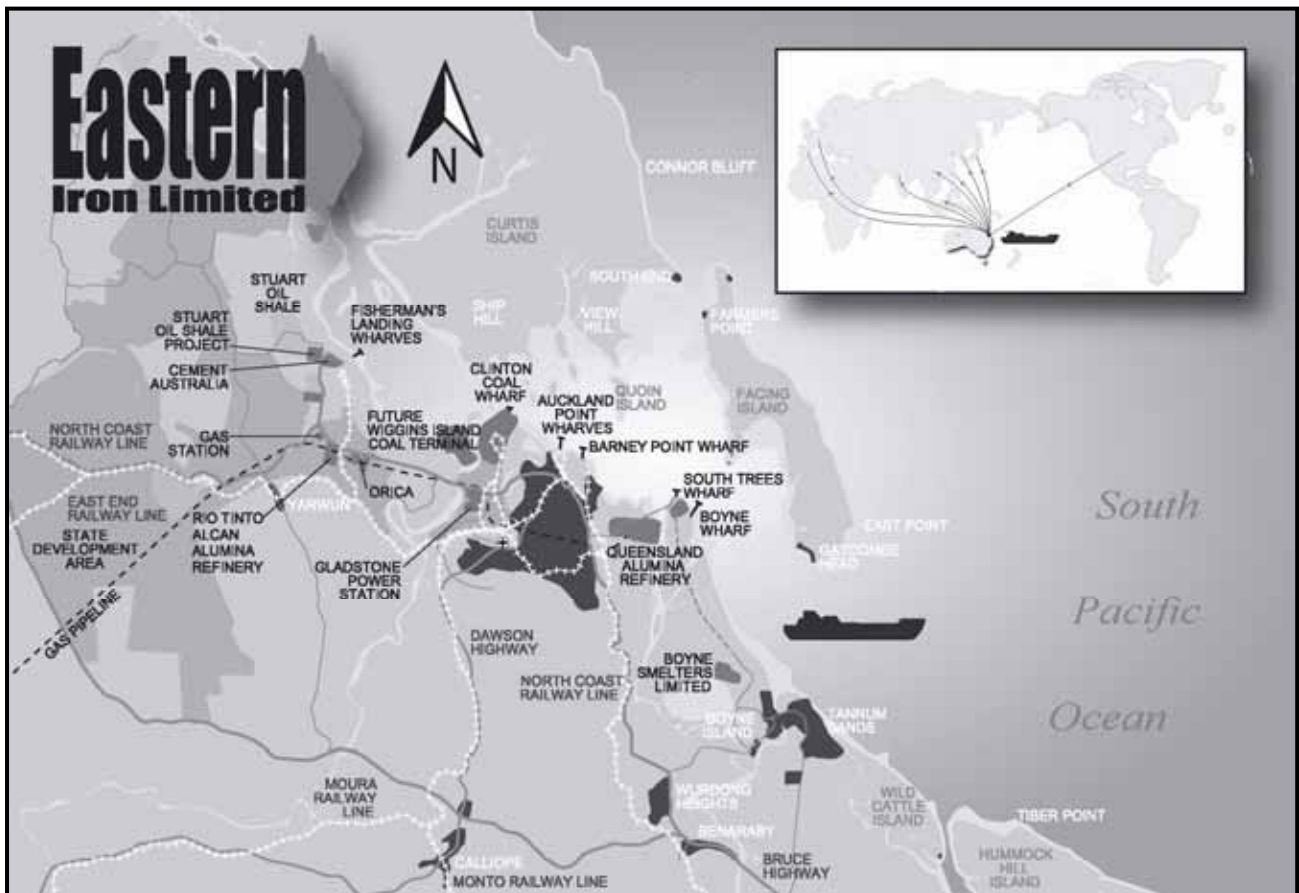 Eastern
Iron Limited
N
CONNOR BLUFF
CURTIS
ISLAND
STUART
OIL
SHALE
SOUTH END
SHIP
HILL
VIEW
HILL
FARMERS
POINT
STUART
OIL SHALE
PROJECT
FISHERMAN'S
LANDING
WHARVES
CEMENT
AUSTRALIA
CLINTON
COAL
WHARF
AUCKLAND
POINT
WHARVES
QUOIN
ISLAND
FACING
ISLAND
NORTH COAST
RAILWAY LINE
GAS
STATION
FUTURE
WIGGINS ISLAND
COAL TERMINAL
BARNEY POINT WHARF
SOUTH TREES
WHARF
BOYNE
WHARF
EAST END
RAILWAY LINE
STATE
DEVELOPMENT
AREA
YARWUN
ORICA
RIO TINTO
ALCAN
ALUMINA
REFINERY
GLADSTONE
POWER
STATION
QUEENSLAND
ALUMINA
REFINERY
EAST POINT
GATCOMBE
HEAD
South
Pacific
Ocean
GAS PIPELINE
DAWSON
HIGHWAY
NORTH COAST
RAILWAY LINE
BOYNE
SMELTERS
LIMITED
BOYNE
ISLAND
TANNUM
SANDS
MOURA
RAILWAY
LINE
WURDONG
HEIGHTS
WILD
CATTLE
ISLAND
TIBER POINT
BENARABY
CALLIOPE
MONTO RAILWAY LINE
BRUCE
HIGHWAY
HUMMOCK
HILL
ISLAND